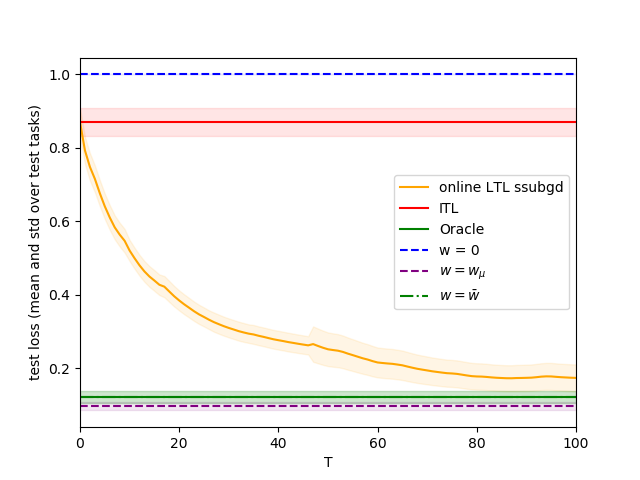 1.0
0.8
0.6
0.4
0.2
0
20
40
60
80
100
T
test loss (mean and std over test tasks)
online LTL ssubgd
ITL
Oracle
w = 0
w = w_μ
w = w̄